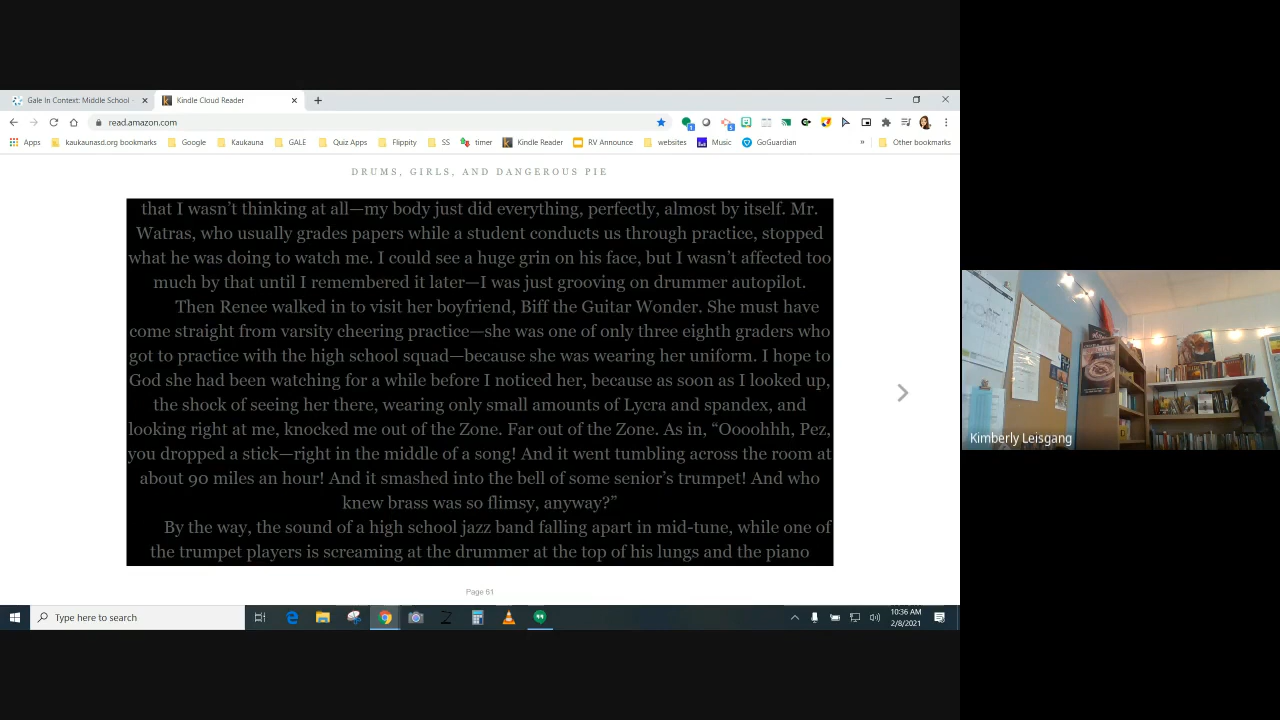 Gale In Context: Middle School
Kindle Cloud Reader
read.amazon.com
Apps
kaukaunasd.org bookmarks
Google
Kaukauna
GALE
Quiz Apps
Flippity
SS
timer
Kindle Reader
RV Announce
websites
Music
GoGuardian
»
Other bookmarks
DRUMS, GIRLS, AND DANGEROUS PIE
that I wasn’t thinking at all—my body just did everything, perfectly, almost by itself. Mr.
Watras, who usually grades papers while a student conducts us through practice, stopped
what he was doing to watch me. I could see a huge grin on his face, but I wasn’t affected too
much by that until I remembered it later—I was just grooving on drummer autopilot.
Then Renee walked in to visit her boyfriend, Biff the Guitar Wonder. She must have
come straight from varsity cheering practice—she was one of only three eighth graders who
got to practice with the high school squad—because she was wearing her uniform. I hope to
God she had been watching for a while before I noticed her, because as soon as I looked up,
the shock of seeing her there, wearing only small amounts of Lycra and spandex, and
looking right at me, knocked me out of the Zone. Far out of the Zone. As in, “Ooohhh, Pez,
you dropped a stick—right in the middle of a song! And it went tumbling across the room at
about 90 miles an hour! And it smashed into the bell of some senior’s trumpet! And who
knew brass was so flimsy, anyway?”
By the way, the sound of a high school jazz band falling apart in mid-tune, while one of
the trumpet players is screaming at the drummer at the top of his lungs and the piano
Page 61
Kimberly Leisgang
Type here to search
10:36 AM
2/8/2021